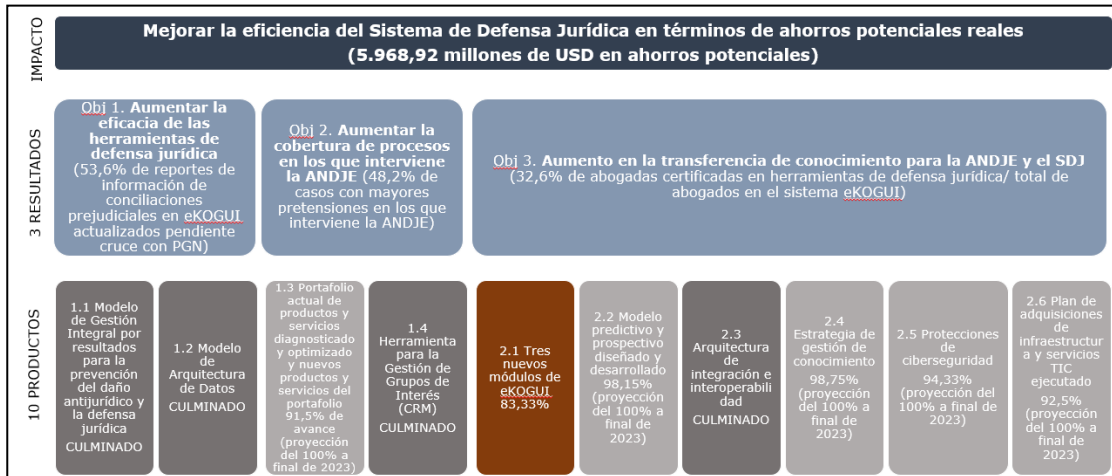 IMPACTO
Mejorar la eficiencia del Sistema de Defensa Jurídica en términos de ahorros potenciales reales
(5.968,92 millones de USD en ahorros potenciales)
3 RESULTADOS
Obj 1. Aumentar la
eficacia de las
herramientas de
defensa jurídica
(53,6% de reportes de
información de
conciliaciones
prejudiciales en eKOGUI
actualizados pendiente
cruce con PGN)
Obj 2. Aumentar la
cobertura de procesos
en los que interviene
la ANDJE (48,2% de
casos con mayores
pretensiones en los que
interviene la ANDJE)
Obj 3. Aumento en la transferencia de conocimiento para la ANDJE y el SDJ
(32,6% de abogadas certificadas en herramientas de defensa jurídica/ total de
abogados en el sistema eKOGUI)
10 PRODUCTOS
1.1 Modelo
de Gestión
Integral por
resultados
para la
prevención
del daño
antijurídico y
la defensa
jurídica
CULMINADO
1.2 Modelo
de
Arquitectura
de Datos
CULMINADO
1.3 Portafolio
actual de
productos y
servicios
diagnosticado
y optimizado
y nuevos
productos y
servicios del
portafolio
91,5% de
avance
(proyección
del 100% a
final de 2023)
1.4
Herramienta
para la
Gestión de
Grupos de
Interés (CRM)
CULMINADO
2.1 Tres
nuevos
módulos de
eKOGUI
83,33%
2.2 Modelo
predictivo y
prospectivo
diseñado y
desarrollado
98,15%
(proyección
del 100% a
final de
2023)
2.3
Arquitectura
de
integración e
interoperabili
dad
CULMINADO
2.4
Estrategia de
gestión de
conocimiento
98,75%
(proyección
del 100% a
final de
2023)
2.5 Protecciones
de
ciberseguridad
94,33%
(proyección del
100% a final de
2023)
2.6 Plan de
adquisiciones
de
infraestructur
a y servicios
TIC
ejecutado
92,5%
(proyección
del 100% a
final de
2023)